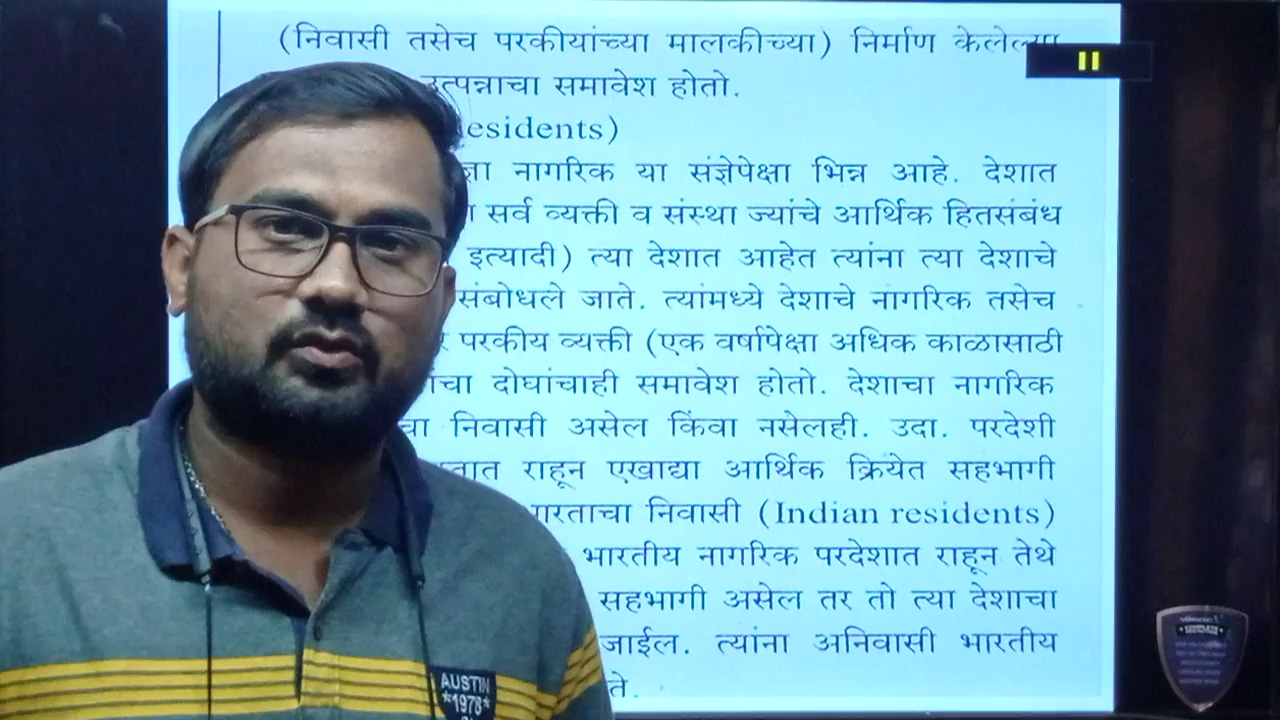 (निवासी तसेच परकीयांच्या मालकीच्या) निर्माण केलेल्या
उत्पन्नाचा समावेश होतो.
esidents)
नागरिक या संज्ञेपेक्षा भिन्न आहे. देशात
सर्व व्यक्ती व संस्था ज्यांचे आर्थिक हितसंबंध
इत्यादी) त्या देशात आहेत त्यांना त्या देशाचे
संबोधले जाते. त्यांमध्ये देशाचे नागरिक तसेच
परकीय व्यक्ती (एक वर्षापेक्षा अधिक काळासाठी
दोघांचाही समावेश होतो. देशाचा नागरिक
निवासी असेल किंवा नसेलही. उदा. परदेशी
राहून एखाद्या आर्थिक क्रियेत सहभागी
निवासी (Indian residents)
भारतीय नागरिक परदेशात राहून तेथे
सहभागी असेल तर तो त्या देशाचा
जाईल. त्यांना अनिवासी भारतीय
ते.
AUSTIN
*1976*